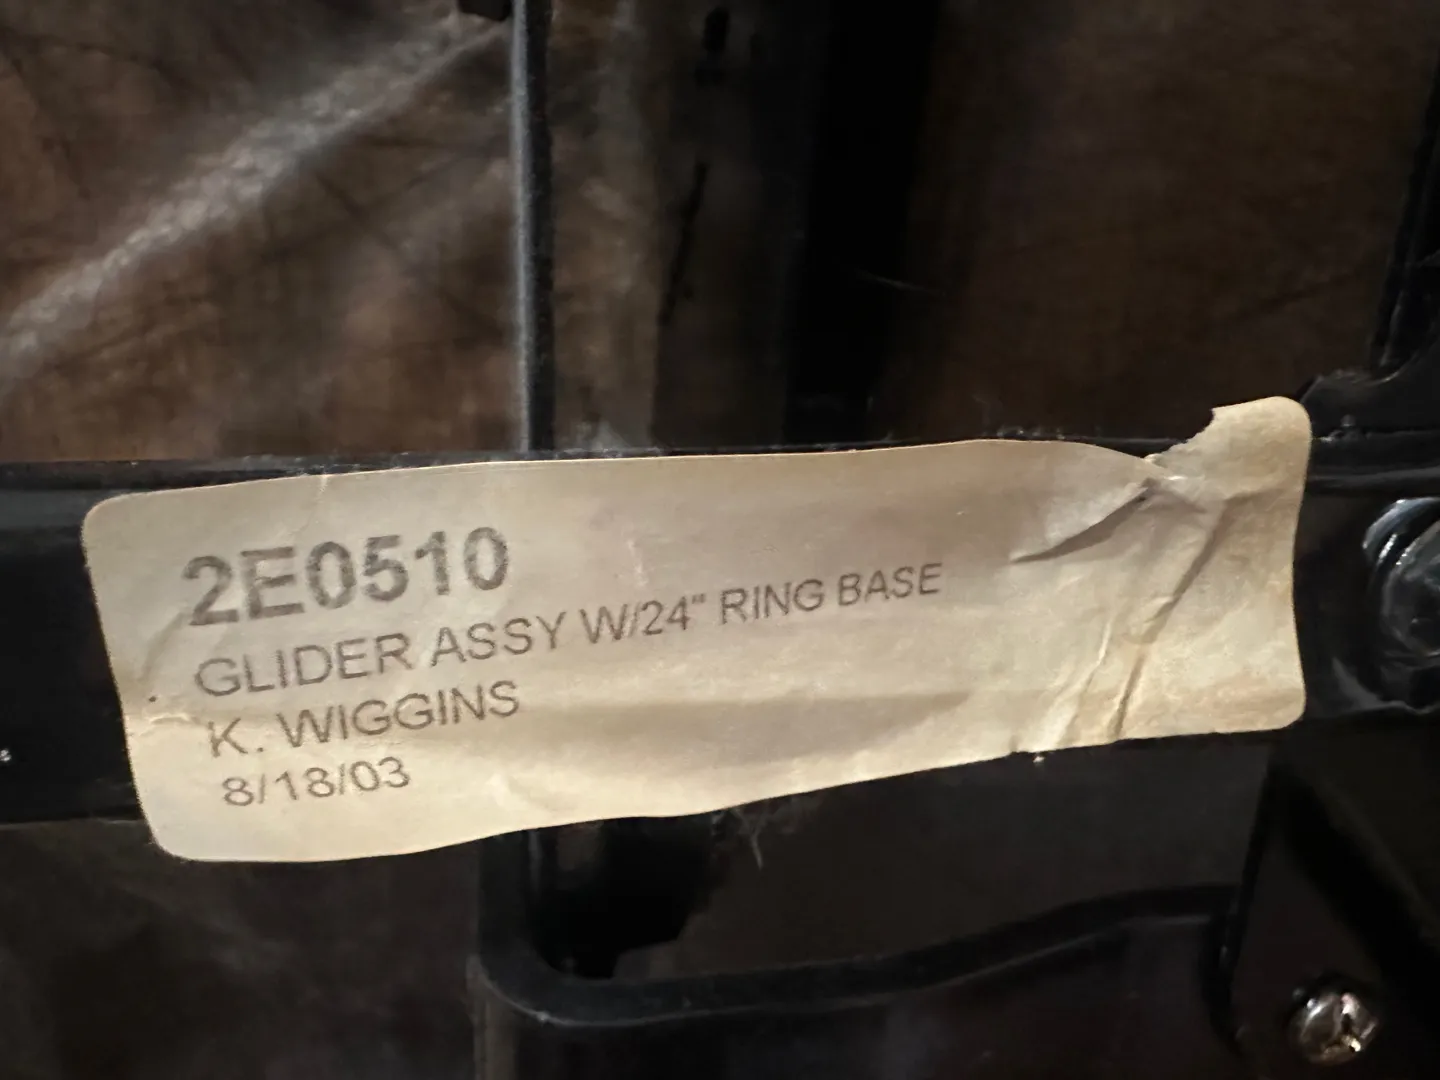 2E0510
GLIDER ASSY W/24" RING BASE
K. WIGGINS
8/18/03